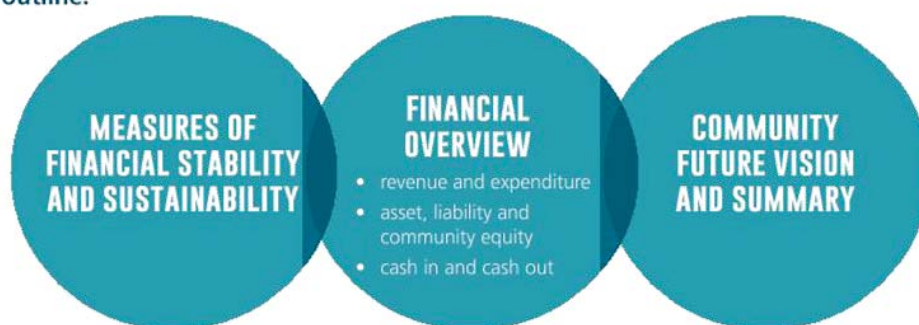 outline:
MEASURES OF
FINANCIAL STABILITY
AND SUSTAINABILITY
FINANCIAL
OVERVIEW
• revenue and expenditure
• asset, liability and
community equity
• cash in and cash out
COMMUNITY
FUTURE VISION
AND SUMMARY